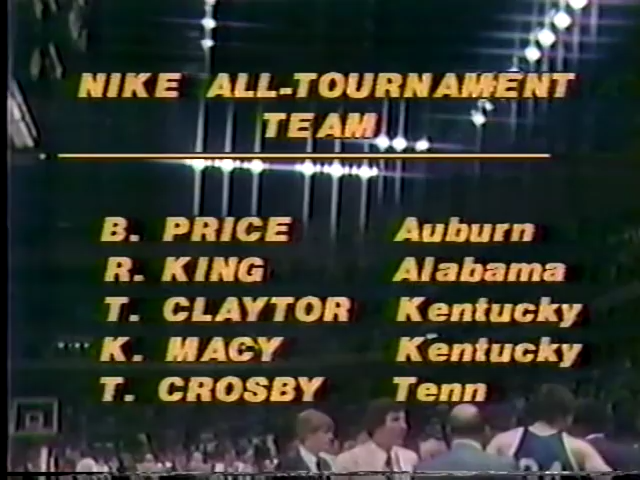 NIKE ALL-TOURNAMENT
TEAM
B. PRICE Auburn
R. KING Alabama
T. CLAYTOR Kentucky
K. MACY Kentucky
T. CROSBY Tenn